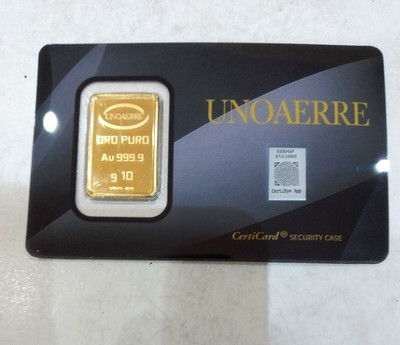 UNOAERRE
ORO PURO
Au 999.9
g 10
UNOAERRE
CertiEye App
CertiCard® SECURITY CASE